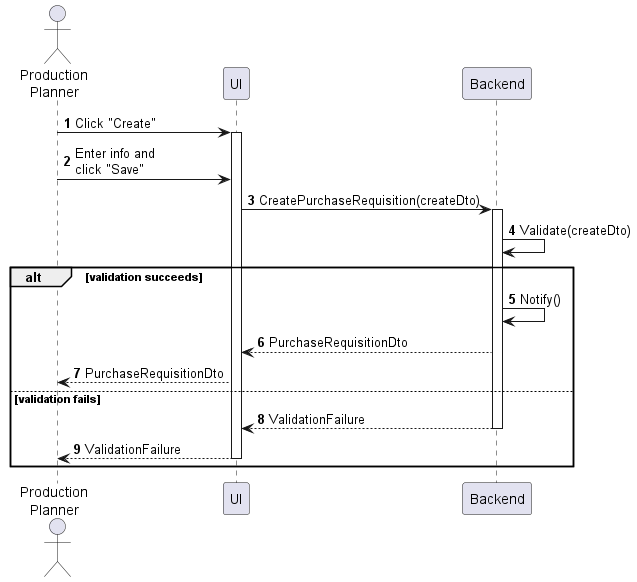 Production
Planner
UI
Backend
1 Click "Create"
2 Enter info and
click "Save"
3 CreatePurchaseRequisition(createDto)
4 Validate(createDto)
alt [validation succeeds]
5 Notify()
6 PurchaseRequisitionDto
7 PurchaseRequisitionDto
[validation fails]
8 ValidationFailure
9 ValidationFailure
Production
Planner
UI
Backend